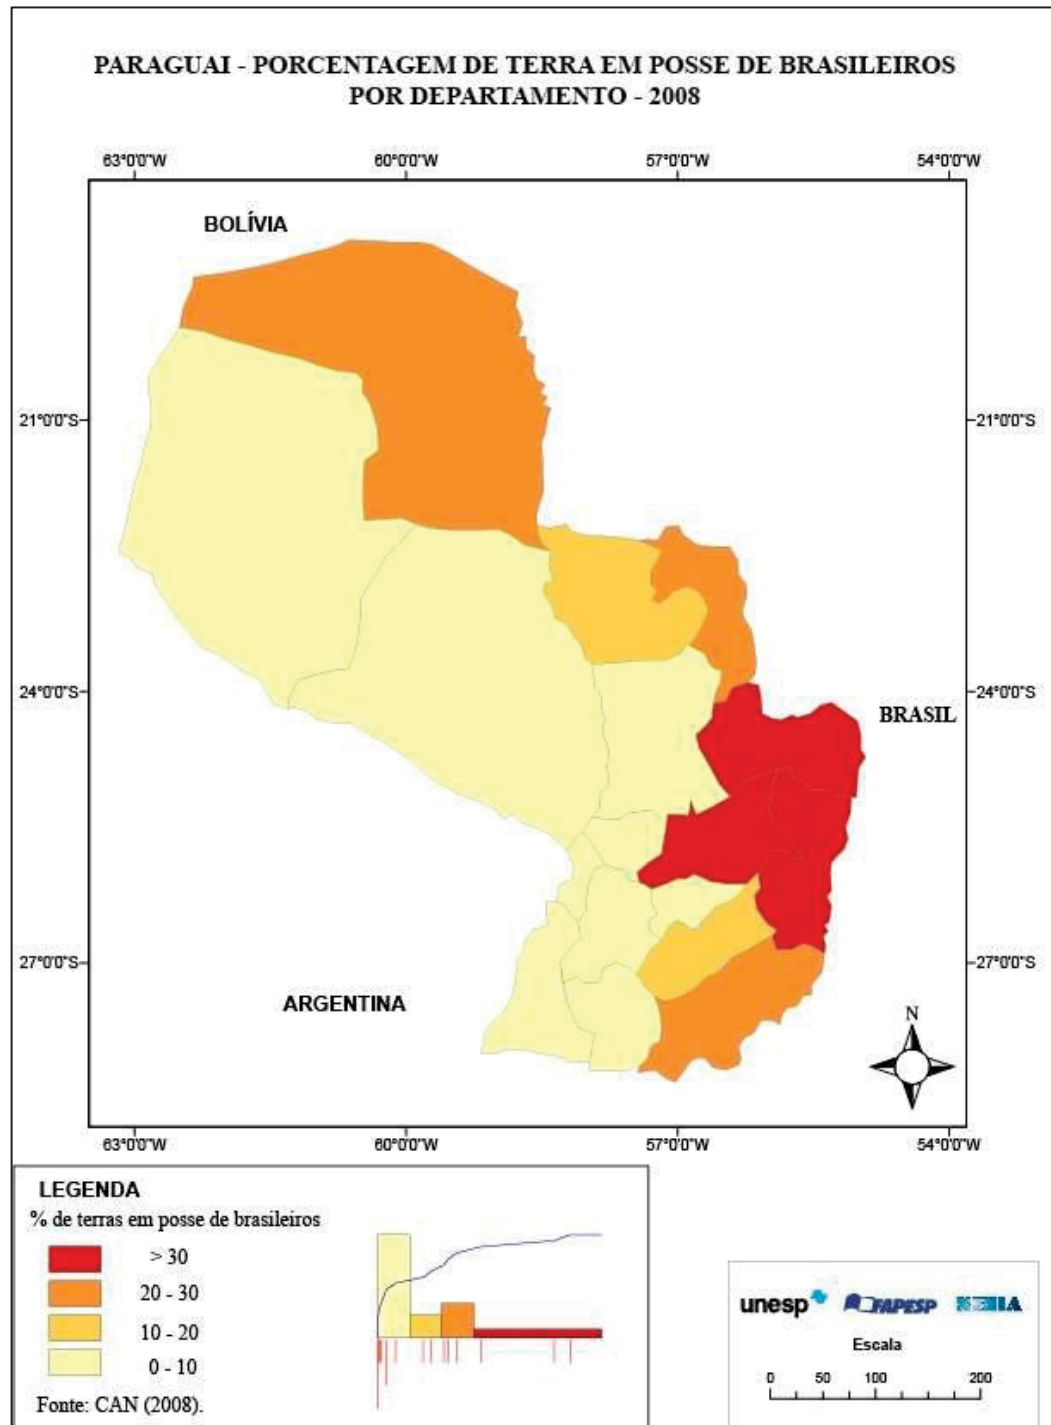 PARAGUAI - PORCENTAGEM DE TERRA EM POSSE DE BRASILEIROS
POR DEPARTAMENTO - 2008
63°0'0"W 60°0'0"W 57°0'0"W 54°0'0"W
BOLÍVIA
21°0'0"S 21°0'0"S
24°0'0"S 24°0'0"S
BRASIL
27°0'0"S 27°0'0"S
ARGENTINA
N
63°0'0"W 60°0'0"W 57°0'0"W 54°0'0"W
LEGENDA
% de terras em posse de brasileiros
> 30
20 - 30
10 - 20
0 - 10
Fonte: CAN (2008).
unesp FAPESP
Escala
0 50 100 200